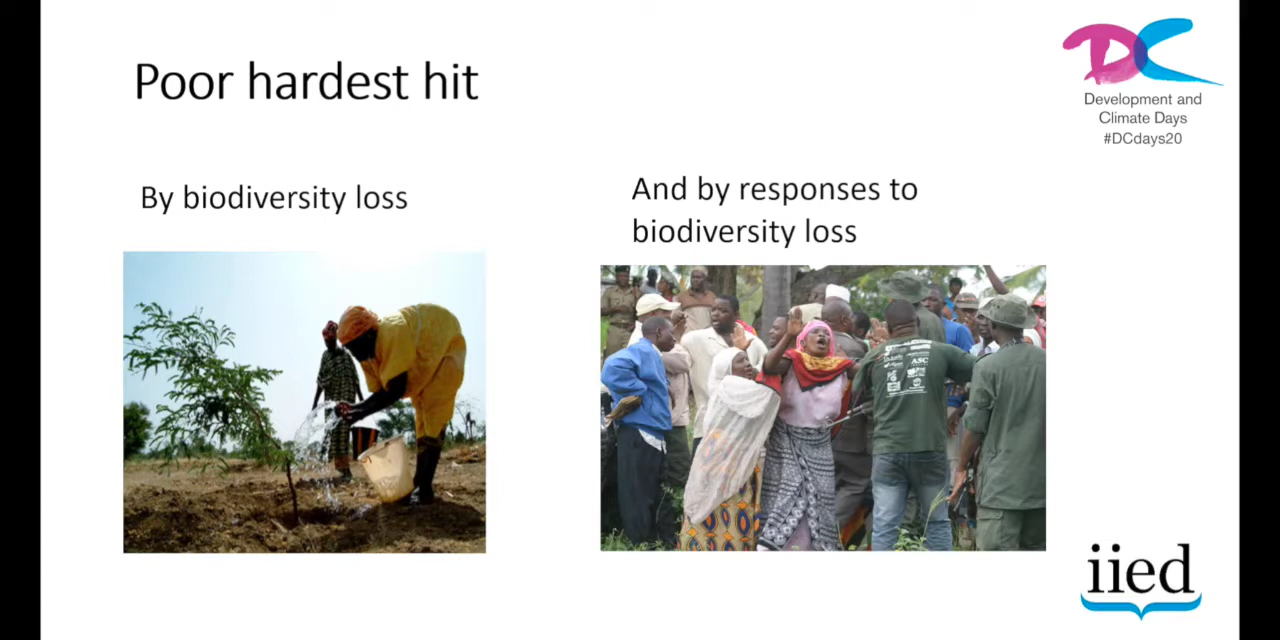 Poor hardest hit
DC
Development and
Climate Days
#DCdays20
By biodiversity loss
And by responses to
biodiversity loss
ASC
iied